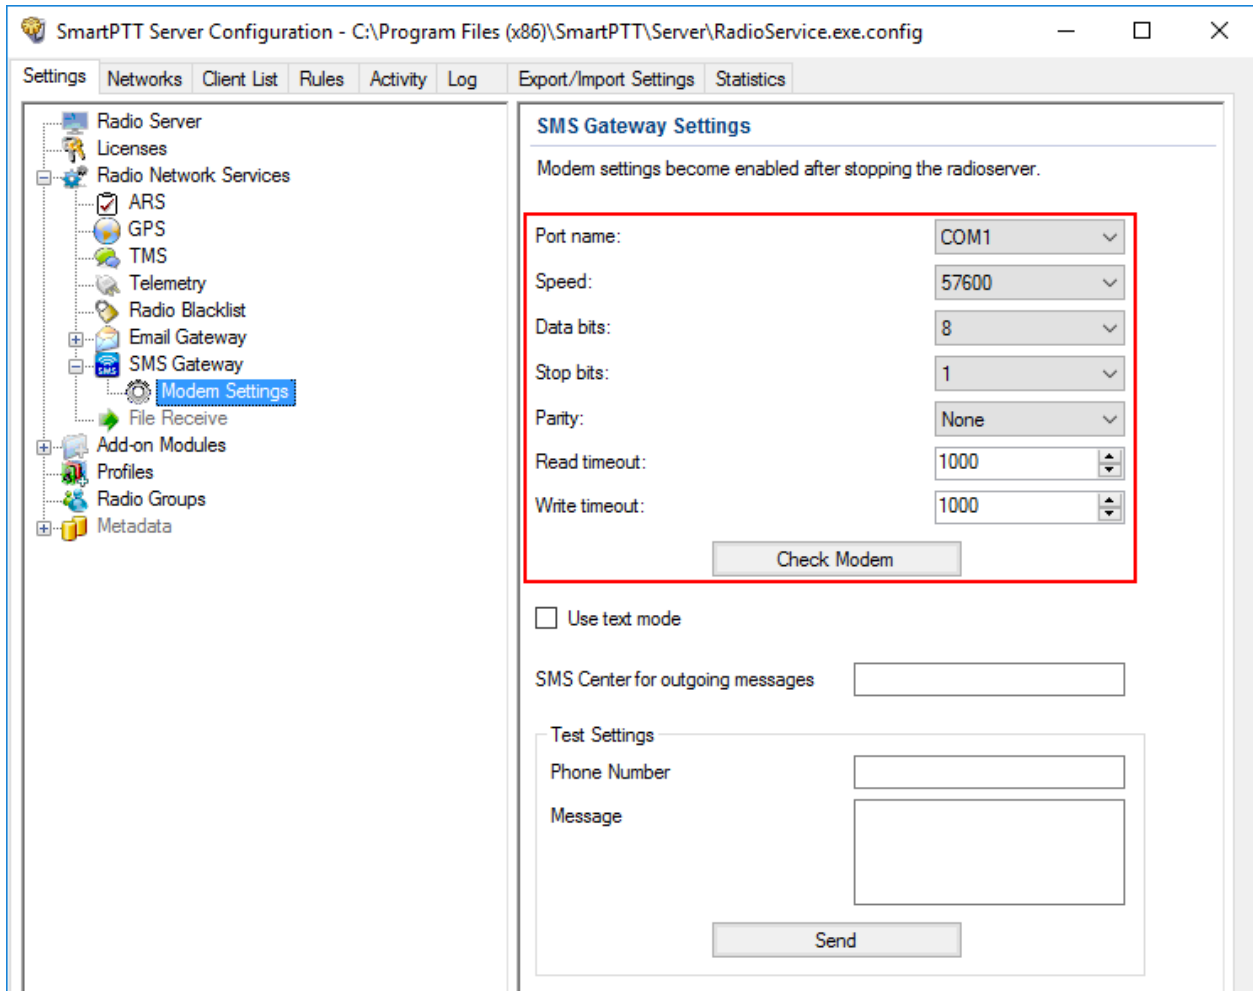 SmartPTT Server Configuration - C:\Program Files (x86)\SmartPTT\Server\RadioService.exe.config
Settings Networks Client List Rules Activity Log Export/Import Settings Statistics
Radio Server
Licenses
Radio Network Services
ARS
GPS
TMS
Telemetry
Radio Blacklist
Email Gateway
SMS Gateway
Modem Settings
File Receive
Add-on Modules
Profiles
Radio Groups
Metadata
SMS Gateway Settings
Modem settings become enabled after stopping the radioserver.
Port name: COM1
Speed: 57600
Data bits: 8
Stop bits: 1
Parity: None
Read timeout: 1000
Write timeout: 1000
Check Modem
Use text mode
SMS Center for outgoing messages
Test Settings
Phone Number
Message
Send